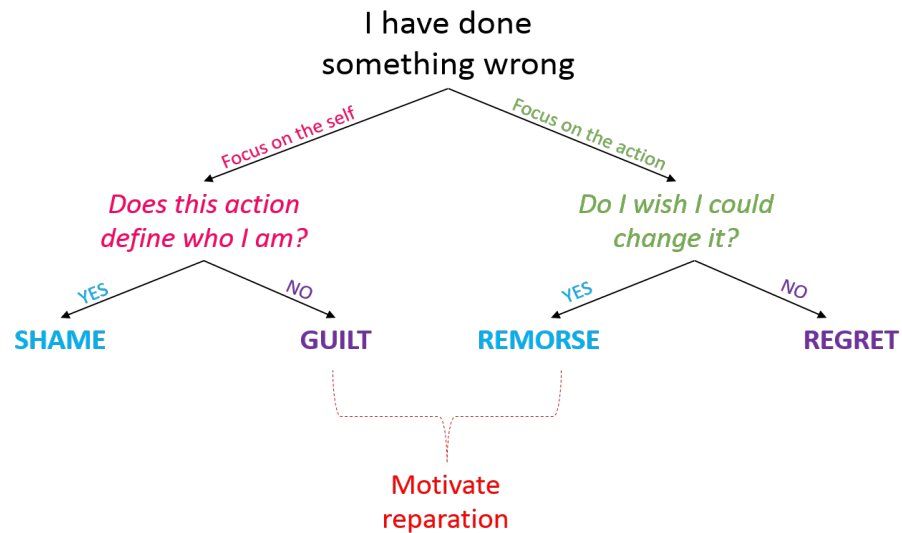 I have done
something wrong
Focus on the self
Focus on the action
Does this action
define who I am?
Do I wish I could
change it?
YES
NO
YES
NO
SHAME
GUILT
REMORSE
REGRET
Motivate
reparation